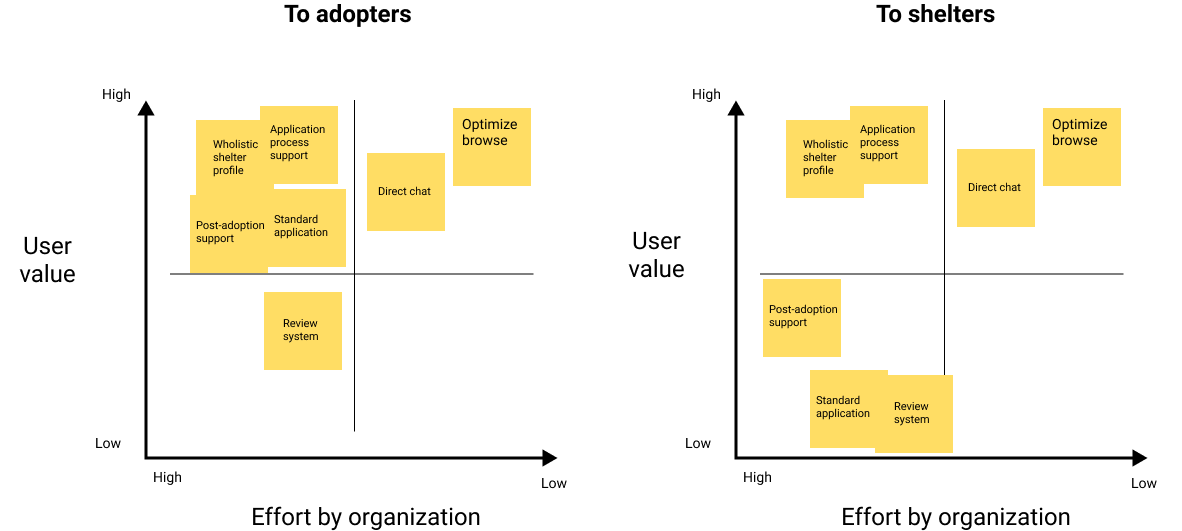 To adopters
High
Application
process
support
Wholistic
shelter
profile
Optimize
browse
Direct chat
Post-adoption
support
Standard
application
User
value
Review
system
Low
High
Low
Effort by organization
To shelters
High
Application
process
support
Wholistic
shelter
profile
Optimize
browse
Direct chat
User
value
Post-adoption
support
Standard
application
Review
system
Low
High
Low
Effort by organization